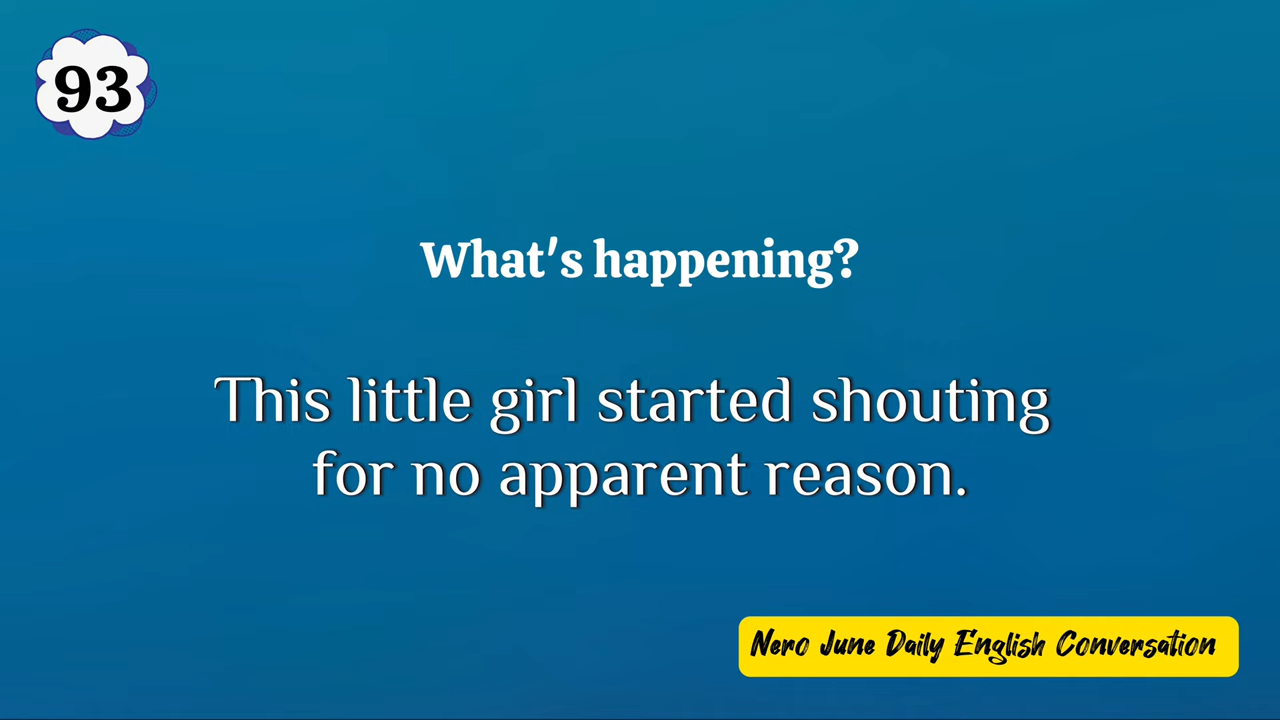 93
What's happening?
This little girl started shouting
for no apparent reason.
Nero June Daily English Conversation